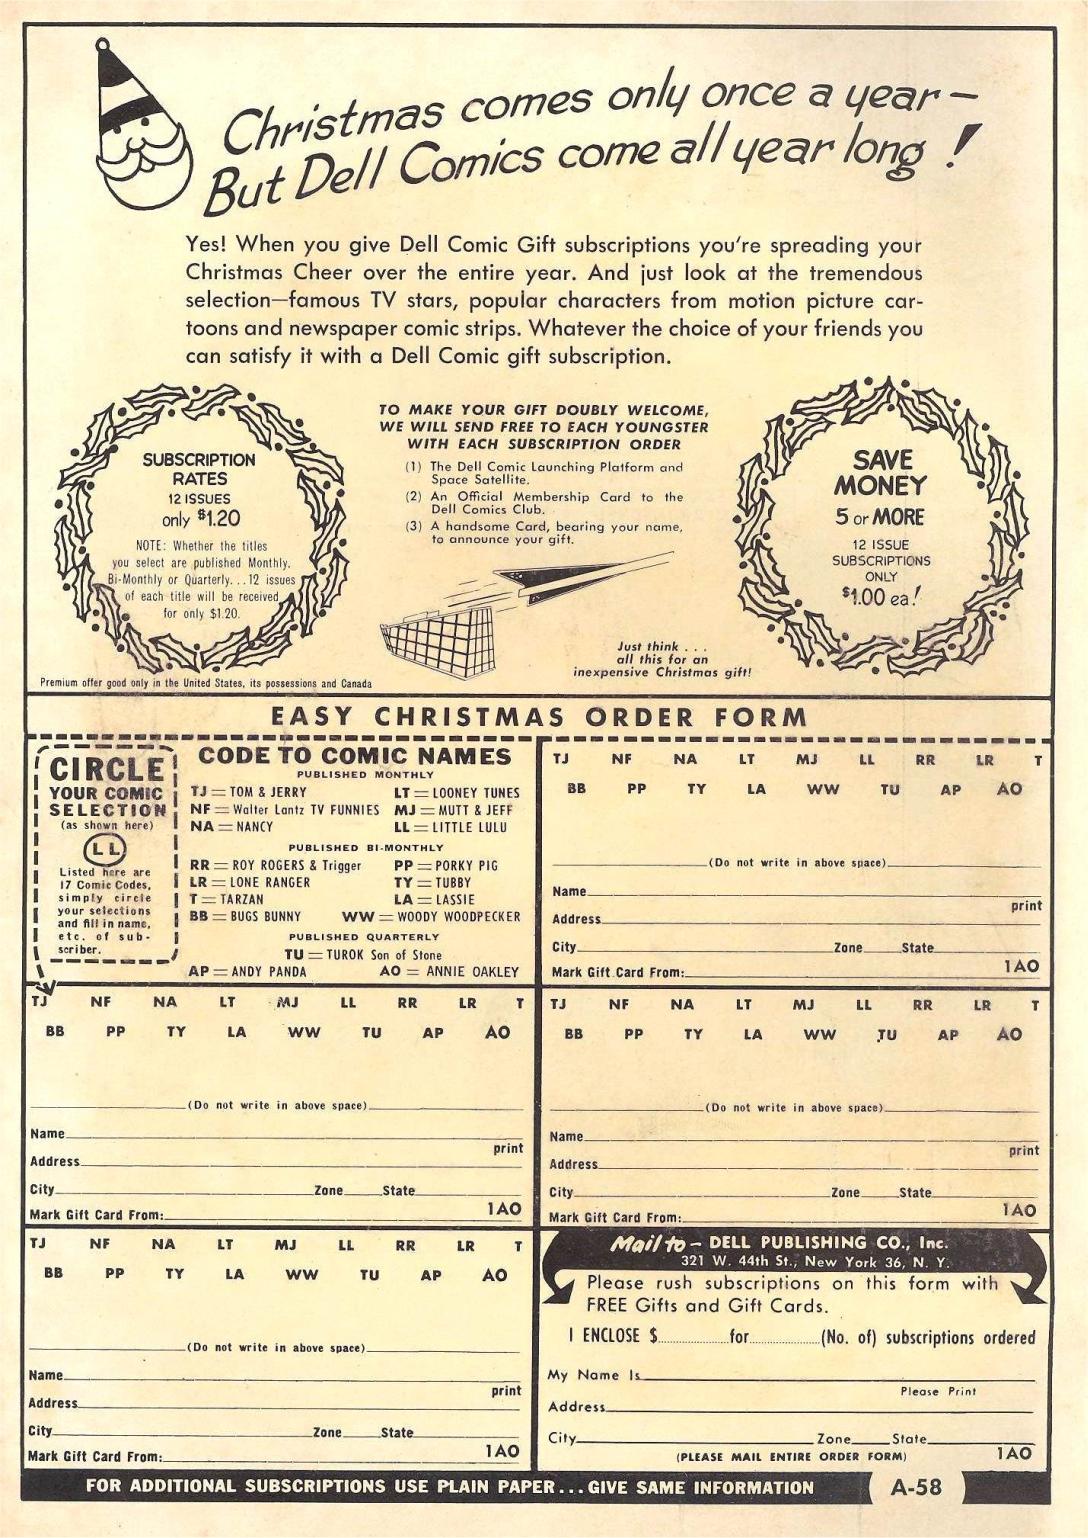 Christmas comes only once a year –
But Dell Comics come all year long !
Yes! When you give Dell Comic Gift subscriptions you're spreading your
Christmas Cheer over the entire year. And just look at the tremendous
selection—famous TV stars, popular characters from motion picture car-
toons and newspaper comic strips. Whatever the choice of your friends you
can satisfy it with a Dell Comic gift subscription.
SUBSCRIPTION
RATES
12 ISSUES
only $1.20
NOTE: Whether the titles
you select are published Monthly,
Bi-Monthly or Quarterly...12 issues
of each title will be received
for only $1.20.
TO MAKE YOUR GIFT DOUBLY WELCOME,
WE WILL SEND FREE TO EACH YOUNGSTER
WITH EACH SUBSCRIPTION ORDER
(1) The Dell Comic Launching Platform and
Space Satellite.
(2) An Official Membership Card to the
Dell Comics Club.
(3) A handsome Card, bearing your name,
to announce your gift.
Just think . . .
all this for an
inexpensive Christmas gift!
SAVE
MONEY
5 or MORE
12 ISSUE
SUBSCRIPTIONS
ONLY
$1.00 ea!
Premium offer good only in the United States, its possessions and Canada
EASY CHRISTMAS ORDER FORM
CIRCLE
YOUR COMIC
SELECTION
(as shown here)
LL
Listed here are
17 Comic Codes,
simply circle
your selections
and fill in name,
etc. of sub-
scriber.
CODE TO COMIC NAMES
PUBLISHED MONTHLY
TJ = TOM & JERRY LT = LOONEY TUNES
NF = Walter Lantz TV FUNNIES MJ = MUTT & JEFF
NA = NANCY LL = LITTLE LULU
PUBLISHED BI-MONTHLY
RR = ROY ROGERS & Trigger PP = PORKY PIG
LR = LONE RANGER TY = TUBBY
T = TARZAN LA = LASSIE
BB = BUGS BUNNY WW = WOODY WOODPECKER
PUBLISHED QUARTERLY
TU = TUROK Son of Stone
AP = ANDY PANDA AO = ANNIE OAKLEY
TJ NF NA LT MJ LL RR LR T
BB PP TY LA WW TU AP AO
(Do not write in above space)
Name
print
Address
City Zone State
Mark Gift Card From: 1AO
TJ NF NA LT MJ LL RR LR T
BB PP TY LA WW TU AP AO
(Do not write in above space)
Name
print
Address
City Zone State
Mark Gift Card From: 1AO
TJ NF NA LT MJ LL RR LR T
BB PP TY LA WW TU AP AO
(Do not write in above space)
Name
print
Address
City Zone State
Mark Gift Card From: 1AO
TJ NF NA LT MJ LL RR LR T
BB PP TY LA WW TU AP AO
(Do not write in above space)
Name
print
Address
City Zone State
Mark Gift Card From: 1AO
Mail to – DELL PUBLISHING CO., Inc.
321 W. 44th St., New York 36, N. Y.
Please rush subscriptions on this form with
FREE Gifts and Gift Cards.
I ENCLOSE $ for (No. of) subscriptions ordered
My Name Is
Please Print
Address
City Zone State
(PLEASE MAIL ENTIRE ORDER FORM) 1AO
FOR ADDITIONAL SUBSCRIPTIONS USE PLAIN PAPER...GIVE SAME INFORMATION A-58